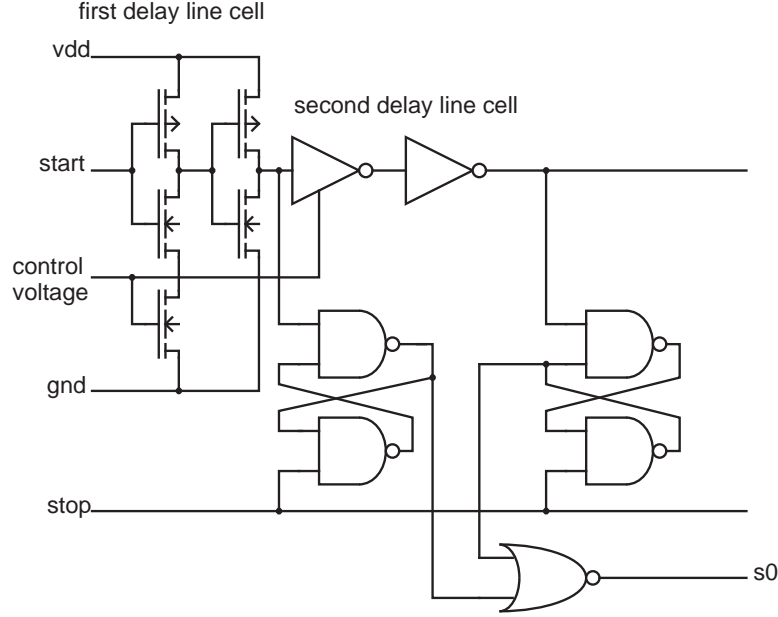 first delay line cell
vdd
second delay line cell
start
control
voltage
gnd
stop
s0